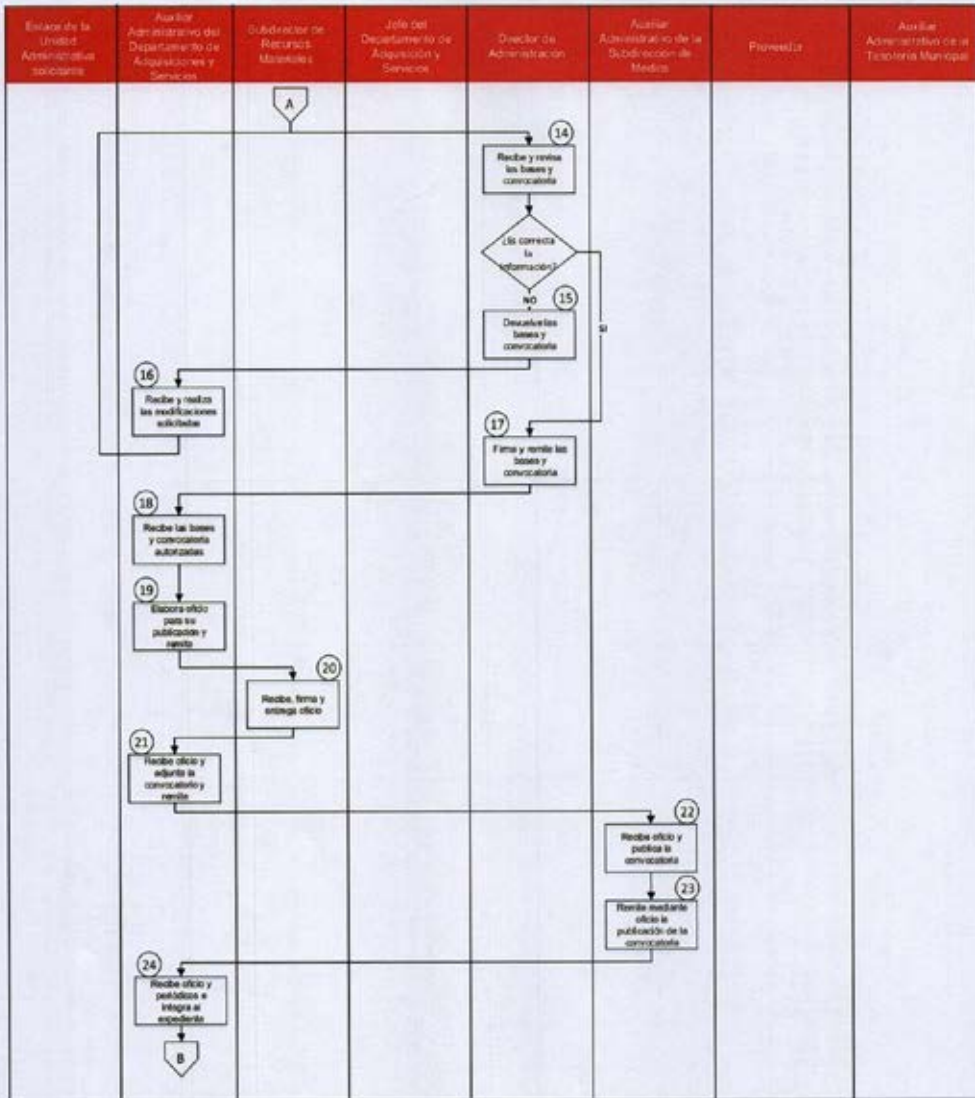 Enlace de la
Unidad
Administrativa
solicitante
Auxiliar
Administrativo del
Departamento de
Adquisiciones y
Servicios
Subdirector de
Recursos
Materiales
Jefe del
Departamento de
Adquisición y
Servicios
Director de
Administración
Auxiliar
Administrativo de la
Subdirección de
Medios
Proveedor
Auxiliar
Administrativo de la
Tesorería Municipal
A
14
Recibe y revisa
las bases y
convocatoria
¿Es correcta
la
información?
NO
SI
15
Devuelve las
bases y
convocatoria
16
Recibe y realiza
las modificaciones
solicitadas
17
Firma y remite las
bases y
convocatoria
18
Recibe las bases
y convocatoria
autorizadas
19
Elabora oficio
para su
publicación y
remite
20
Recibe, firma y
entrega oficio
21
Recibe oficio y
adjunta la
convocatoria y
remite
22
Recibe oficio y
publica la
convocatoria
23
Remite mediante
oficio la
publicación de la
convocatoria
24
Recibe oficio y
periódicos e
integra al
expediente
B